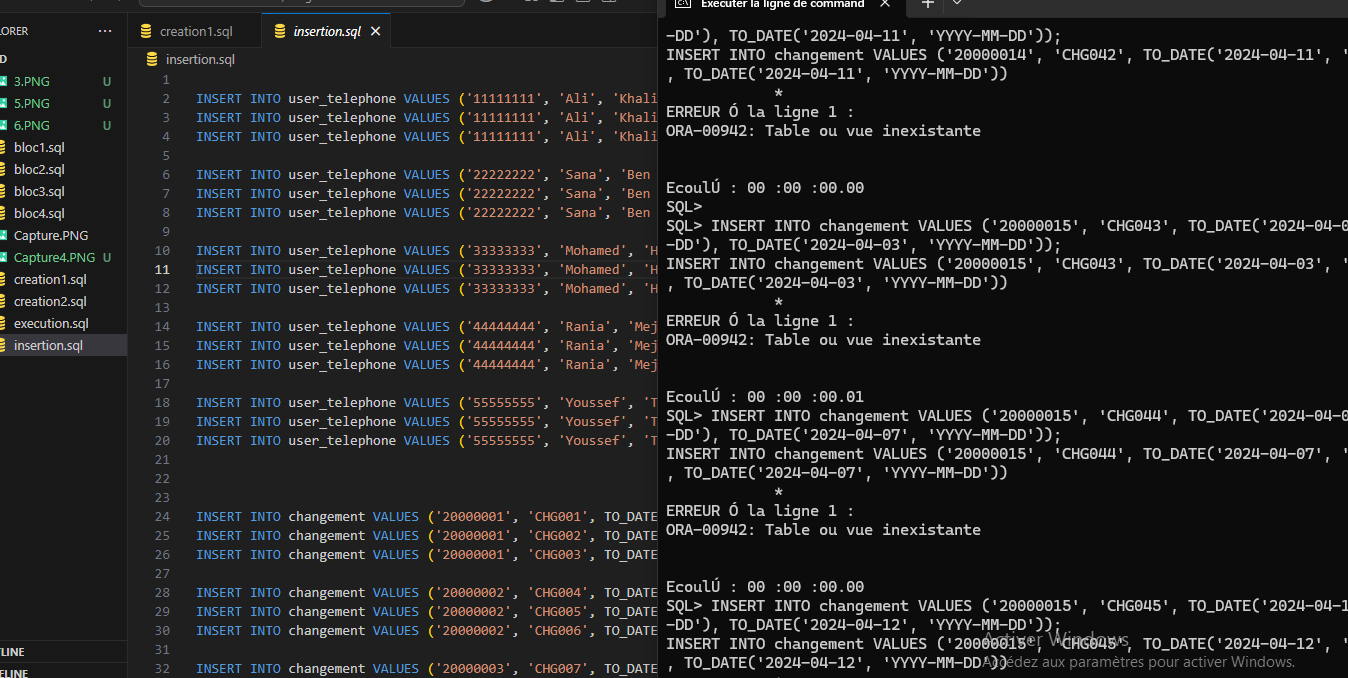 LORER
D
3.PNG U
5.PNG U
6.PNG U
bloc1.sql
bloc2.sql
bloc3.sql
bloc4.sql
Capture.PNG
Capture4.PNG U
creation1.sql
creation2.sql
execution.sql
insertion.sql
TLINE
ELINE
creation1.sql
insertion.sql
insertion.sql
1
2 INSERT INTO user_telephone VALUES ('11111111', 'Ali', 'Khali
3 INSERT INTO user_telephone VALUES ('11111111', 'Ali', 'Khali
4 INSERT INTO user_telephone VALUES ('11111111', 'Ali', 'Khali
5
6 INSERT INTO user_telephone VALUES ('22222222', 'Sana', 'Ben
7 INSERT INTO user_telephone VALUES ('22222222', 'Sana', 'Ben
8 INSERT INTO user_telephone VALUES ('22222222', 'Sana', 'Ben
9
10 INSERT INTO user_telephone VALUES ('33333333', 'Mohamed', 'H
11 INSERT INTO user_telephone VALUES ('33333333', 'Mohamed', 'H
12 INSERT INTO user_telephone VALUES ('33333333', 'Mohamed', 'H
13
14 INSERT INTO user_telephone VALUES ('44444444', 'Rania', 'Mej
15 INSERT INTO user_telephone VALUES ('44444444', 'Rania', 'Mej
16 INSERT INTO user_telephone VALUES ('44444444', 'Rania', 'Mej
17
18 INSERT INTO user_telephone VALUES ('55555555', 'Youssef', 'T
19 INSERT INTO user_telephone VALUES ('55555555', 'Youssef', 'T
20 INSERT INTO user_telephone VALUES ('55555555', 'Youssef', 'T
21
22
23
24 INSERT INTO changement VALUES ('20000001', 'CHG001', TO_DATE
25 INSERT INTO changement VALUES ('20000001', 'CHG002', TO_DATE
26 INSERT INTO changement VALUES ('20000001', 'CHG003', TO_DATE
27
28 INSERT INTO changement VALUES ('20000002', 'CHG004', TO_DATE
29 INSERT INTO changement VALUES ('20000002', 'CHG005', TO_DATE
30 INSERT INTO changement VALUES ('20000002', 'CHG006', TO_DATE
31
32 INSERT INTO changement VALUES ('20000003', 'CHG007', TO_DATE
Exécuter la ligne de command
-DD'), TO_DATE('2024-04-11', 'YYYY-MM-DD'));
INSERT INTO changement VALUES ('20000014', 'CHG042', TO_DATE('2024-04-11', '
, TO_DATE('2024-04-11', 'YYYY-MM-DD'))
*
ERREUR Ó la ligne 1 :
ORA-00942: Table ou vue inexistante
EcoulÚ : 00 :00 :00.00
SQL>
SQL> INSERT INTO changement VALUES ('20000015', 'CHG043', TO_DATE('2024-04-0
-DD'), TO_DATE('2024-04-03', 'YYYY-MM-DD'));
INSERT INTO changement VALUES ('20000015', 'CHG043', TO_DATE('2024-04-03', '
, TO_DATE('2024-04-03', 'YYYY-MM-DD'))
*
ERREUR Ó la ligne 1 :
ORA-00942: Table ou vue inexistante
EcoulÚ : 00 :00 :00.01
SQL> INSERT INTO changement VALUES ('20000015', 'CHG044', TO_DATE('2024-04-0
-DD'), TO_DATE('2024-04-07', 'YYYY-MM-DD'));
INSERT INTO changement VALUES ('20000015', 'CHG044', TO_DATE('2024-04-07', '
, TO_DATE('2024-04-07', 'YYYY-MM-DD'))
*
ERREUR Ó la ligne 1 :
ORA-00942: Table ou vue inexistante
EcoulÚ : 00 :00 :00.00
SQL> INSERT INTO changement VALUES ('20000015', 'CHG045', TO_DATE('2024-04-1
-DD'), TO_DATE('2024-04-12', 'YYYY-MM-DD'));
INSERT INTO changement VALUES ('20000015', 'CHG045', TO_DATE('2024-04-12', '
, TO_DATE('2024-04-12', 'YYYY-MM-DD'))
Activer Windows
Accédez aux paramètres pour activer Windows.